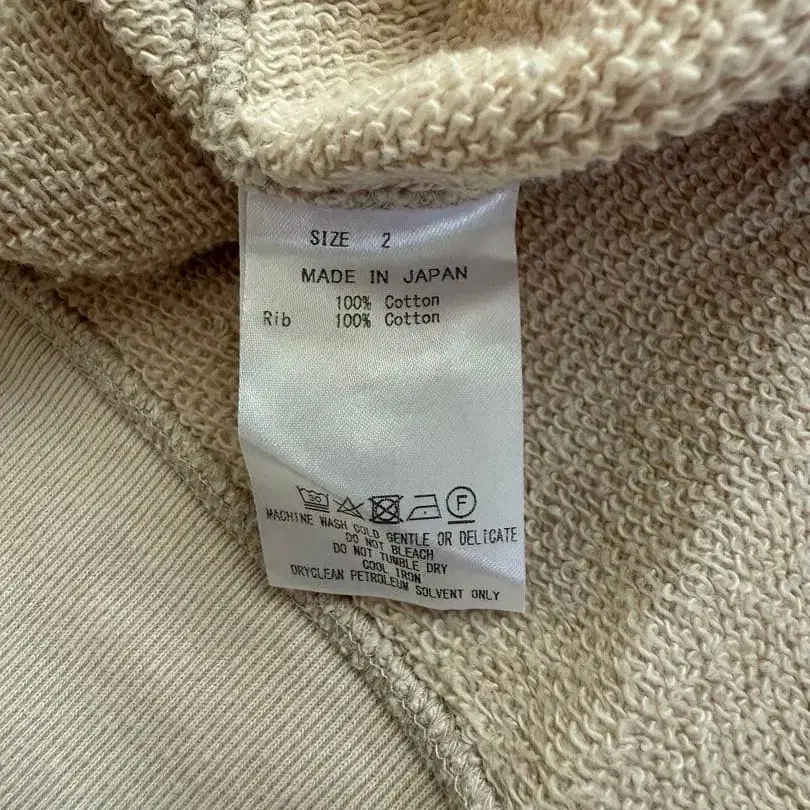 SIZE 2
MADE IN JAPAN
100% Cotton
Rib 100% Cotton
30 F
MACHINE WASH COLD GENTLE OR DELICATE
DO NOT BLEACH
DO NOT TUMBLE DRY
COOL IRON
DRYCLEAN PETROLEUM SOLVENT ONLY